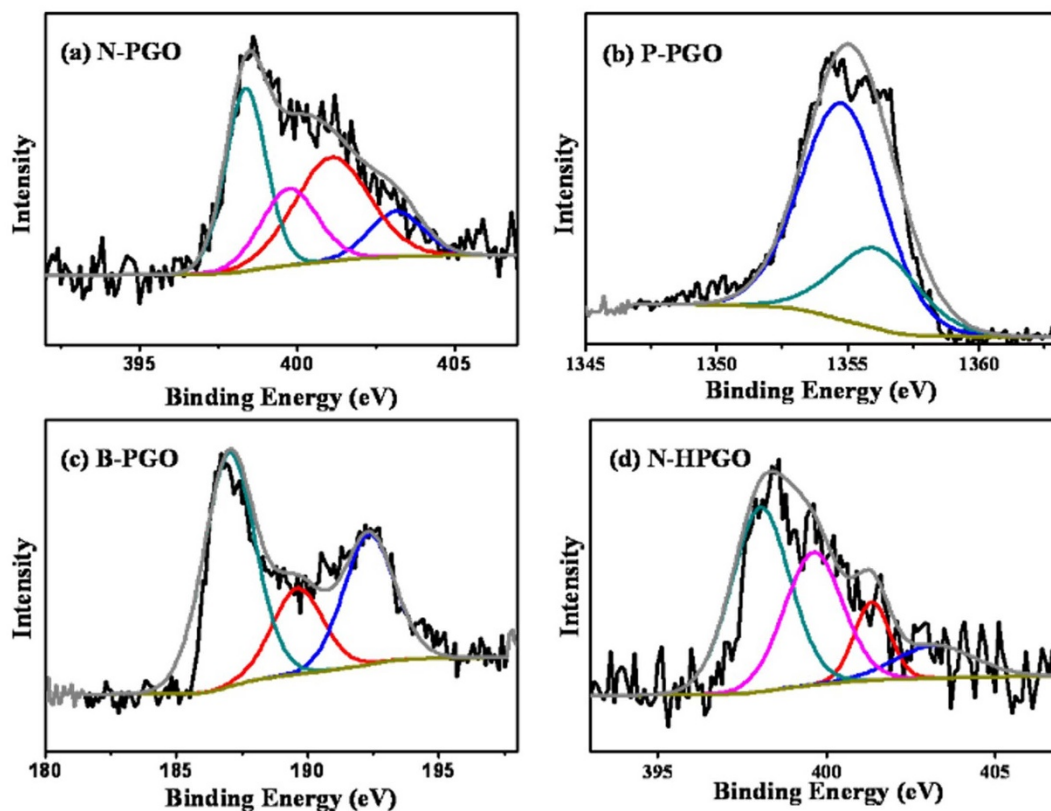 (a) N-PGO
Intensity
395 400 405
Binding Energy (eV)
(b) P-PGO
Intensity
1345 1350 1355 1360
Binding Energy (eV)
(c) B-PGO
Intensity
180 185 190 195
Binding Energy (eV)
(d) N-HPGO
Intensity
395 400 405
Binding Energy (eV)